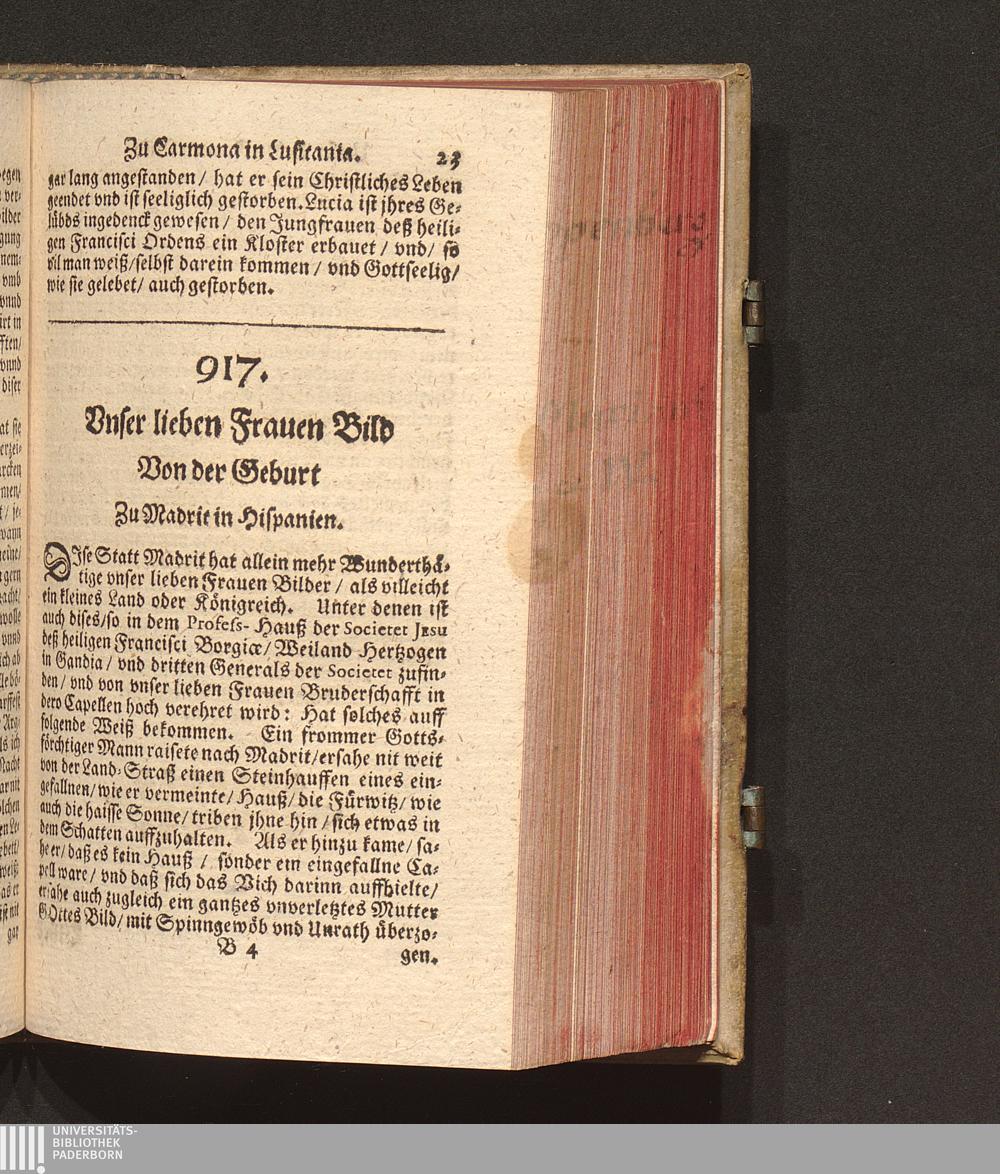 Zu Carmona in Lusitania. 23
gar lang angestanden / hat er sein Christliches Leben
geendet vnd ist seeliglich gestorben. Lucia ist jhres Ge-
lübds ingedenck gewesen / den Jungfrauen deß heili-
gen Francisci Ordens ein Kloster erbauet / vnd / so
vil man weiß / selbst darein kommen / vnd Gottseelig /
wie sie gelebet / auch gestorben.
917.
Vnser lieben Frauen Bild
Von der Geburt
Zu Madrit in Hispanien.
DIse Statt Madrit hat allein mehr Wunderthä-
tige vnser lieben Frauen Bilder / als villeicht
ein kleines Land oder Königreich. Unter denen ist
auch dises / so in dem Profess- Hauß der Societet JEsu
deß heiligen Francisci Borgiæ / Weiland Hertzogen
in Gandia / vnd dritten Generals der Societet zufin-
den / vnd von vnser lieben Frauen Bruderschafft in
dero Capellen hoch verehret wird: Hat solches auff
folgende Weiß bekommen. Ein frommer Gotts-
förchtiger Mann raisete nach Madrit / ersahe nit weit
von der Land-Straß einen Steinhauffen eines ein-
gefallnen / wie er vermeinte / Hauß / die Fürwitz / wie
auch die haisse Sonne / triben jhne hin / sich etwas in
dem Schatten auffzuhalten. Als er hinzu kame / sa-
he er / daß es kein Hauß / sonder ein eingefallne Ca-
pell ware / vnd daß sich das Vich darinn auffhielte /
ersahe auch zugleich ein gantzes vnverletztes Mutter
GOttes Bild / mit Spinngewöb vnd Unrath überzo-
B 4 gen.
UNIVERSITÄTS-
BIBLIOTHEK
PADERBORN